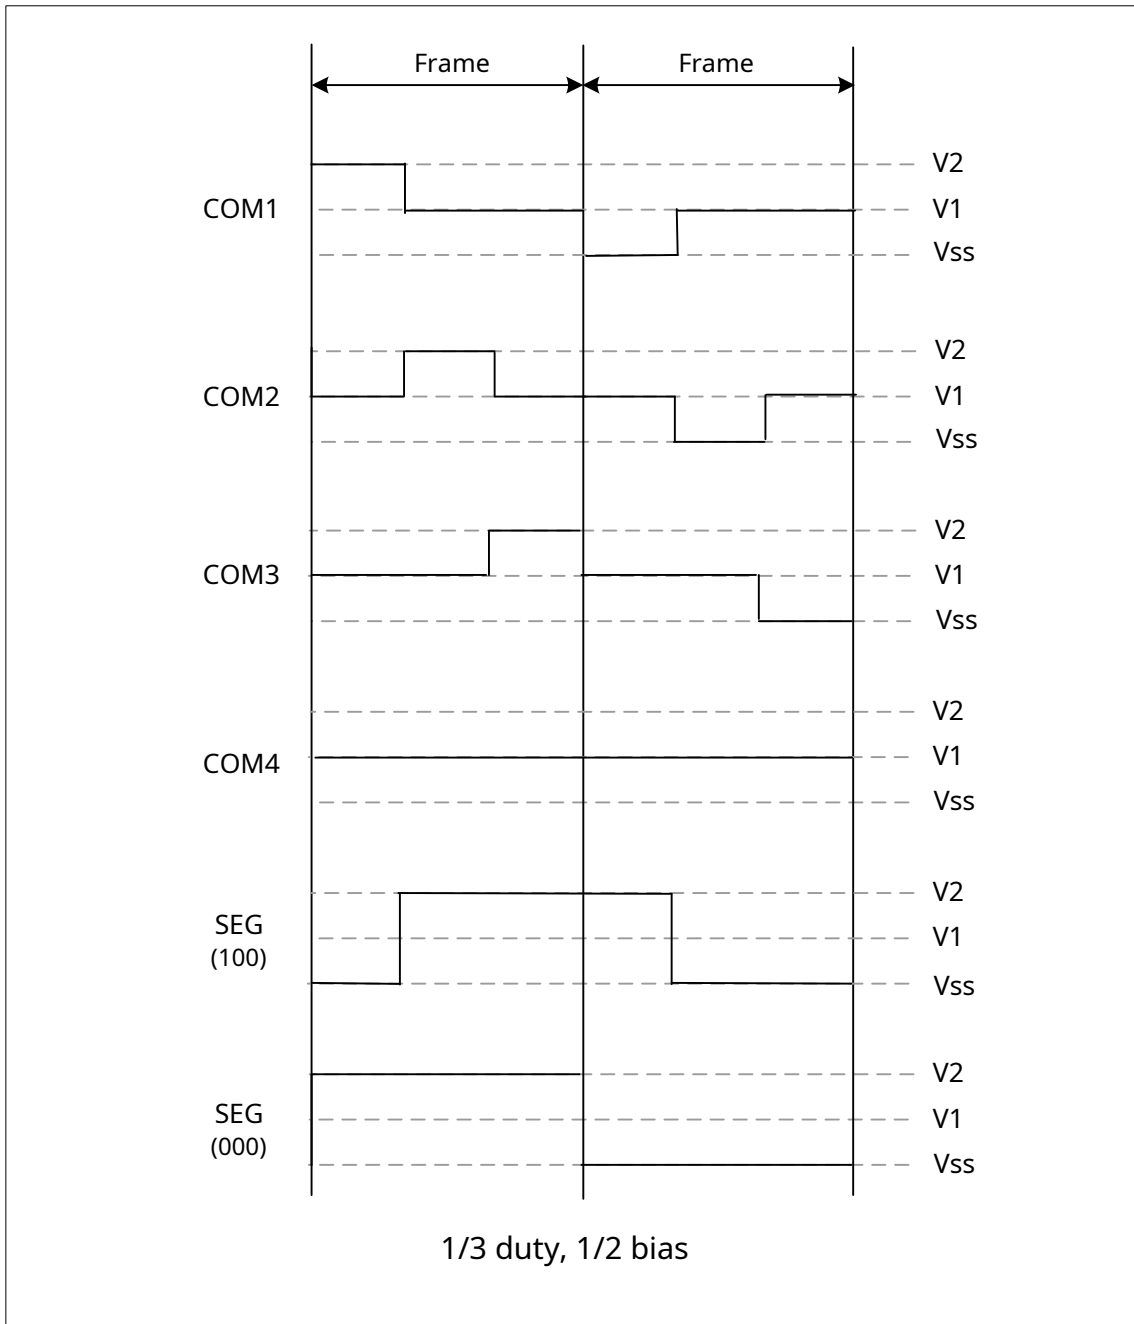 Frame Frame
V2
COM1 V1
Vss
V2
COM2 V1
Vss
V2
COM3 V1
Vss
V2
COM4 V1
Vss
V2
SEG
(100)
V1
Vss
V2
SEG
(000)
V1
Vss
1/3 duty, 1/2 bias